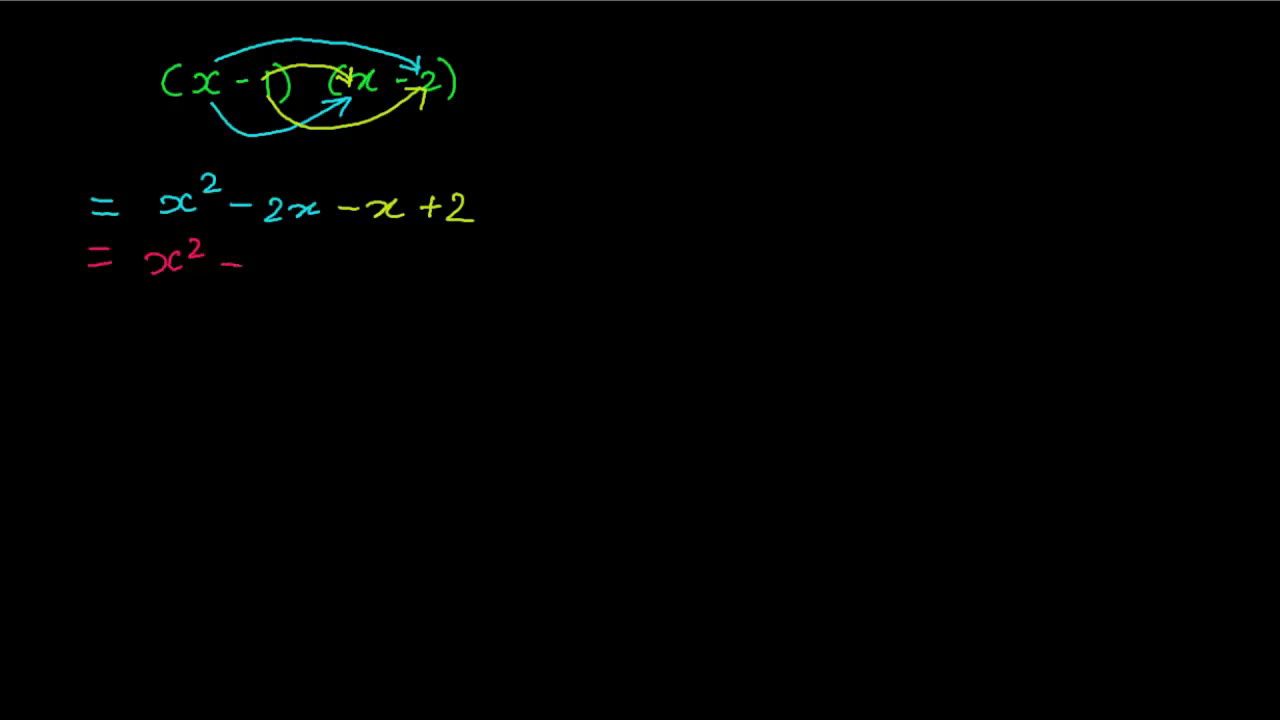 (x - 1) (x - 2)
= x² - 2x - x + 2
= x² -